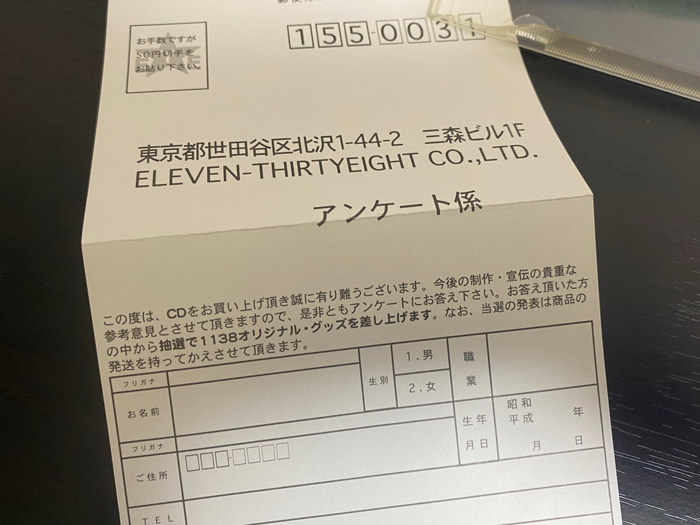 お手数ですが
50円切手を
お貼り下さい。
155-0031
東京都世田谷区北沢1-44-2 三森ビル1F
ELEVEN-THIRTYEIGHT CO.,LTD.
アンケート係
この度は、CDをお買い上げ頂き誠に有り難うございます。今後の制作・宣伝の貴重な
参考意見とさせて頂きますので、是非ともアンケートにお答え下さい。お答え頂いた方
の中から抽選で1138オリジナル・グッズを差し上げます。なお、当選の発表は商品の
発送を持ってかえさせて頂きます。
フリガナ
お名前
生別
1.男
2.女
職業
フリガナ
ご住所
生年月日
昭和
平成
年
月 日
TEL